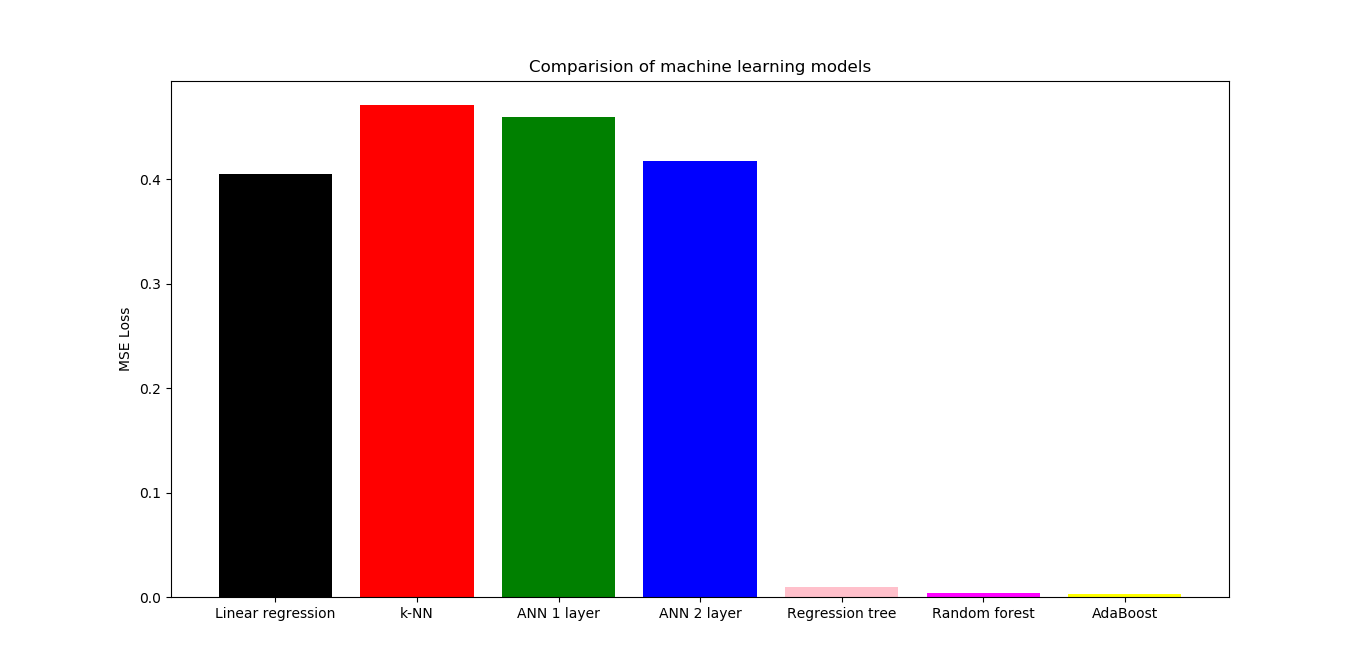 Comparision of machine learning models
MSE Loss
0.4
0.3
0.2
0.1
0.0
Linear regression k-NN ANN 1 layer ANN 2 layer Regression tree Random forest AdaBoost